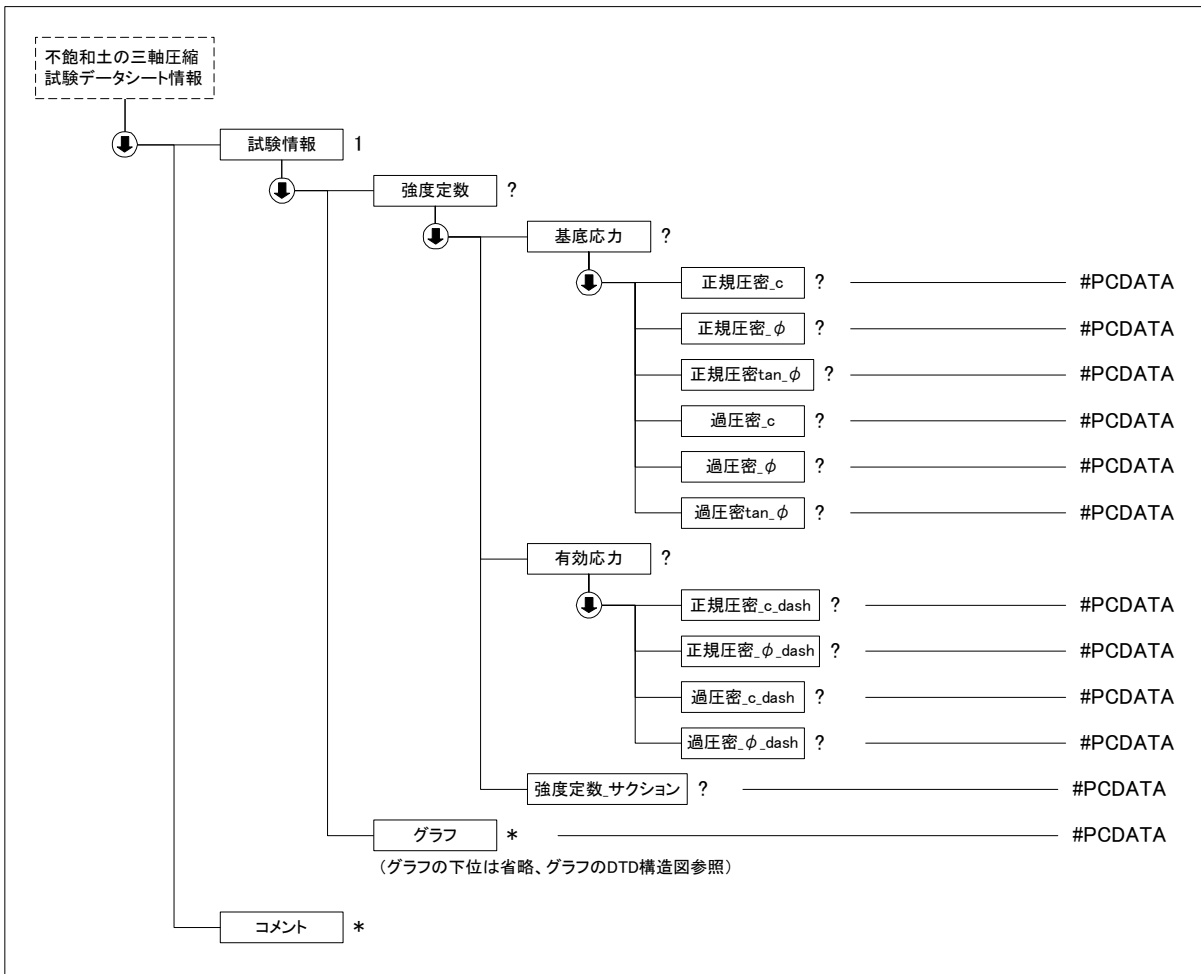 不飽和土の三軸圧縮
試験データシート情報
試験情報 1
強度定数 ?
基底応力 ?
正規圧密_c ? #PCDATA
正規圧密_φ ? #PCDATA
正規圧密tan_φ ? #PCDATA
過圧密_c ? #PCDATA
過圧密_φ ? #PCDATA
過圧密tan_φ ? #PCDATA
有効応力 ?
正規圧密_c_dash ? #PCDATA
正規圧密_φ_dash ? #PCDATA
過圧密_c_dash ? #PCDATA
過圧密_φ_dash ? #PCDATA
強度定数_サクション ? #PCDATA
グラフ * #PCDATA
（グラフの下位は省略、グラフのDTD構造図参照）
コメント *